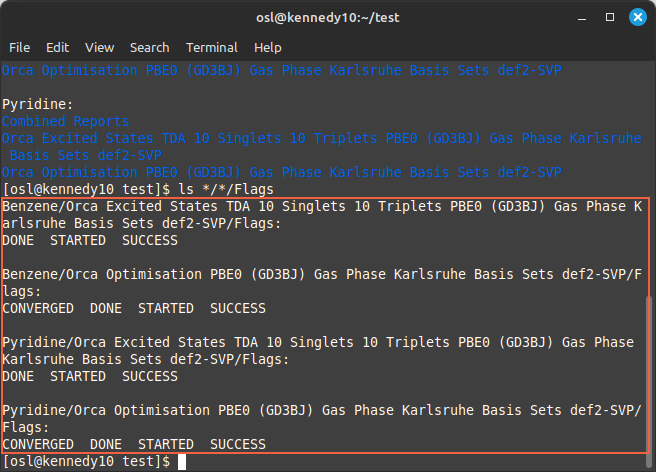 osl@kennedy10:~/test
File Edit View Search Terminal Help
Orca Optimisation PBE0 (GD3BJ) Gas Phase Karlsruhe Basis Sets def2-SVP
Pyridine:
Combined Reports
Orca Excited States TDA 10 Singlets 10 Triplets PBE0 (GD3BJ) Gas Phase Karlsruhe
 Basis Sets def2-SVP
Orca Optimisation PBE0 (GD3BJ) Gas Phase Karlsruhe Basis Sets def2-SVP
[osl@kennedy10 test]$ ls */*/Flags
Benzene/Orca Excited States TDA 10 Singlets 10 Triplets PBE0 (GD3BJ) Gas Phase K
arlsruhe Basis Sets def2-SVP/Flags:
DONE  STARTED  SUCCESS
Benzene/Orca Optimisation PBE0 (GD3BJ) Gas Phase Karlsruhe Basis Sets def2-SVP/F
lags:
CONVERGED  DONE  STARTED  SUCCESS
Pyridine/Orca Excited States TDA 10 Singlets 10 Triplets PBE0 (GD3BJ) Gas Phase
Karlsruhe Basis Sets def2-SVP/Flags:
DONE  STARTED  SUCCESS
Pyridine/Orca Optimisation PBE0 (GD3BJ) Gas Phase Karlsruhe Basis Sets def2-SVP/
Flags:
CONVERGED  DONE  STARTED  SUCCESS
[osl@kennedy10 test]$